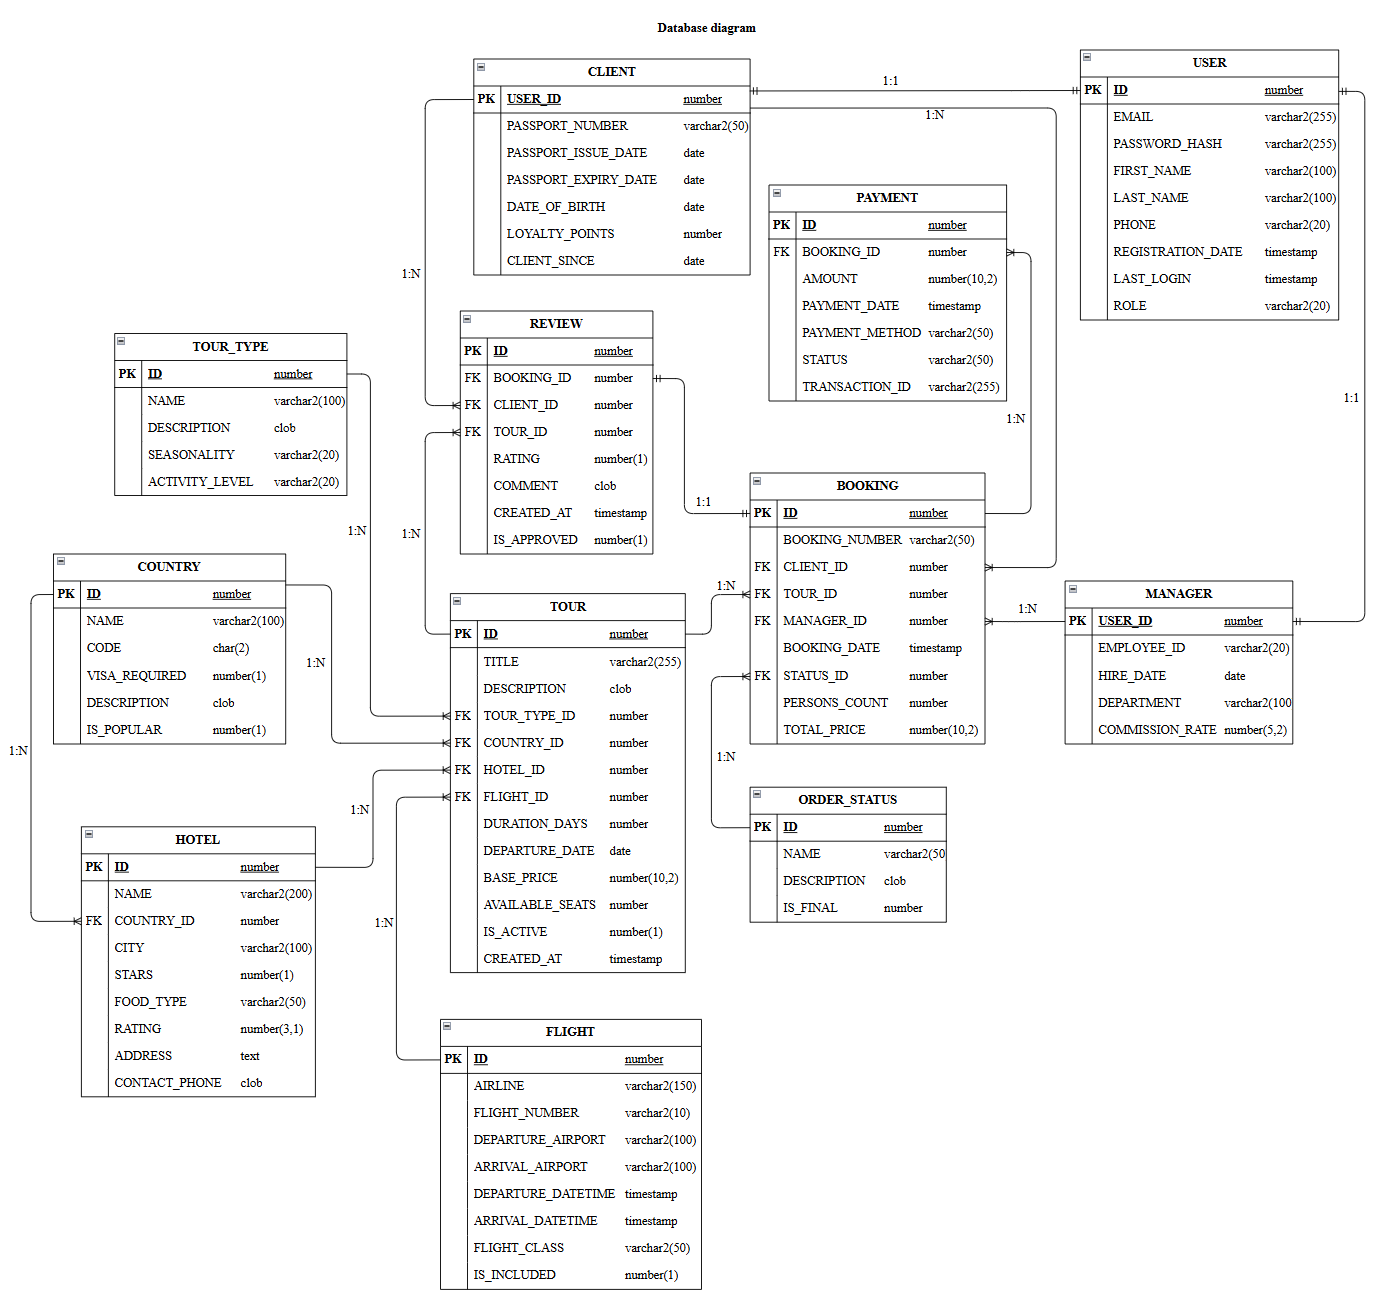 Database diagram
CLIENT
PK USER_ID number
PASSPORT_NUMBER varchar2(50)
PASSPORT_ISSUE_DATE date
PASSPORT_EXPIRY_DATE date
DATE_OF_BIRTH date
LOYALTY_POINTS number
CLIENT_SINCE date
1:1
1:N
USER
PK ID number
EMAIL varchar2(255)
PASSWORD_HASH varchar2(255)
FIRST_NAME varchar2(100)
LAST_NAME varchar2(100)
PHONE varchar2(20)
REGISTRATION_DATE timestamp
LAST_LOGIN timestamp
ROLE varchar2(20)
PAYMENT
PK ID number
FK BOOKING_ID number
AMOUNT number(10,2)
PAYMENT_DATE timestamp
PAYMENT_METHOD varchar2(50)
STATUS varchar2(50)
TRANSACTION_ID varchar2(255)
1:N
1:1
1:N
REVIEW
PK ID number
FK BOOKING_ID number
FK CLIENT_ID number
FK TOUR_ID number
RATING number(1)
COMMENT clob
CREATED_AT timestamp
IS_APPROVED number(1)
1:1
1:N
TOUR_TYPE
PK ID number
NAME varchar2(100)
DESCRIPTION clob
SEASONALITY varchar2(20)
ACTIVITY_LEVEL varchar2(20)
1:N
BOOKING
PK ID number
BOOKING_NUMBER varchar2(50)
FK CLIENT_ID number
FK TOUR_ID number
FK MANAGER_ID number
BOOKING_DATE timestamp
FK STATUS_ID number
PERSONS_COUNT number
TOTAL_PRICE number(10,2)
1:N
1:N
1:N
MANAGER
PK USER_ID number
EMPLOYEE_ID varchar2(20)
HIRE_DATE date
DEPARTMENT varchar2(100
COMMISSION_RATE number(5,2)
COUNTRY
PK ID number
NAME varchar2(100)
CODE char(2)
VISA_REQUIRED number(1)
DESCRIPTION clob
IS_POPULAR number(1)
1:N
1:N
TOUR
PK ID number
TITLE varchar2(255)
DESCRIPTION clob
FK TOUR_TYPE_ID number
FK COUNTRY_ID number
FK HOTEL_ID number
FK FLIGHT_ID number
DURATION_DAYS number
DEPARTURE_DATE date
BASE_PRICE number(10,2)
AVAILABLE_SEATS number
IS_ACTIVE number(1)
CREATED_AT timestamp
ORDER_STATUS
PK ID number
NAME varchar2(50
DESCRIPTION clob
IS_FINAL number
1:N
1:N
HOTEL
PK ID number
NAME varchar2(200)
FK COUNTRY_ID number
CITY varchar2(100)
STARS number(1)
FOOD_TYPE varchar2(50)
RATING number(3,1)
ADDRESS text
CONTACT_PHONE clob
FLIGHT
PK ID number
AIRLINE varchar2(150)
FLIGHT_NUMBER varchar2(10)
DEPARTURE_AIRPORT varchar2(100)
ARRIVAL_AIRPORT varchar2(100)
DEPARTURE_DATETIME timestamp
ARRIVAL_DATETIME timestamp
FLIGHT_CLASS varchar2(50)
IS_INCLUDED number(1)